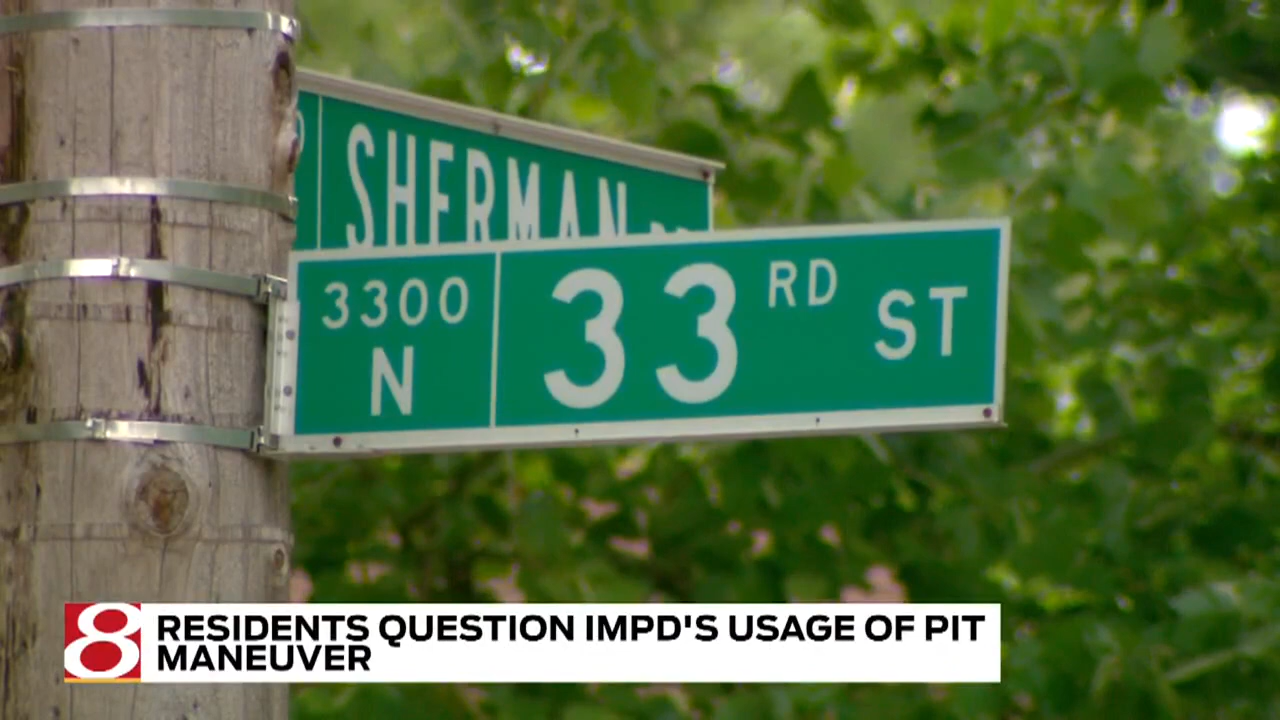 SHERMAN
3300 33 RD ST
N
8 RESIDENTS QUESTION IMPD'S USAGE OF PIT
MANEUVER